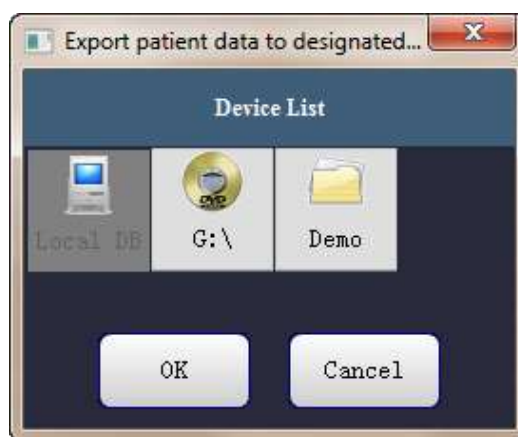 Export patient data to designated...
Device List
Local DB
G:\
Demo
OK
Cancel